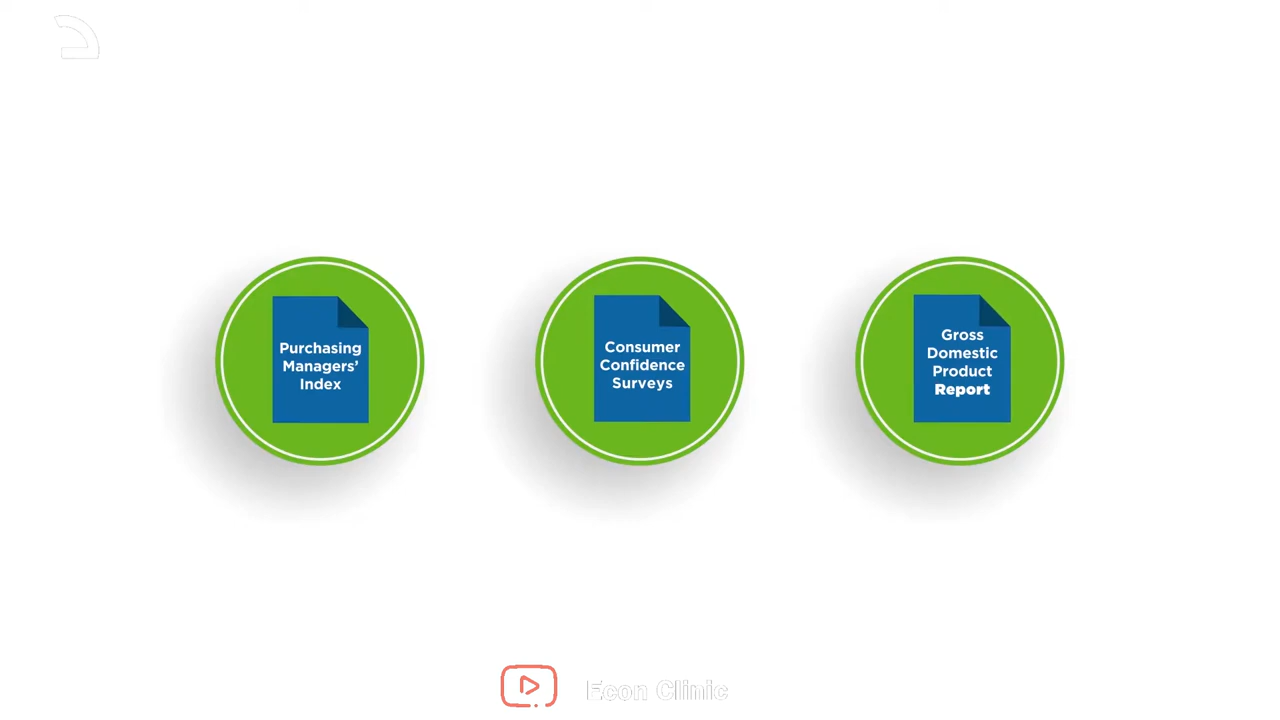 Purchasing
Managers’
Index
Consumer
Confidence
Surveys
Gross
Domestic
Product
Report
Econ Clinic